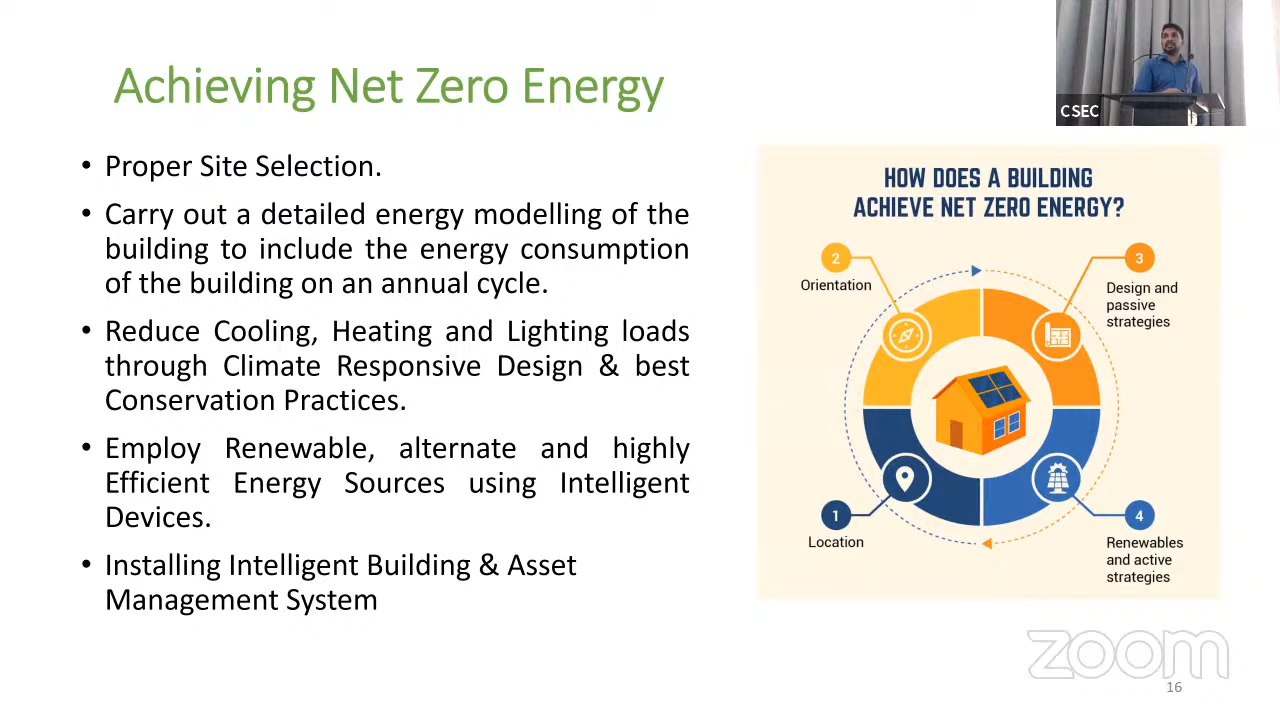 Achieving Net Zero Energy
CSEC
• Proper Site Selection.
• Carry out a detailed energy modelling of the
building to include the energy consumption
of the building on an annual cycle.
• Reduce Cooling, Heating and Lighting loads
through Climate Responsive Design & best
Conservation Practices.
• Employ Renewable, alternate and highly
Efficient Energy Sources using Intelligent
Devices.
• Installing Intelligent Building & Asset
Management System
HOW DOES A BUILDING
ACHIEVE NET ZERO ENERGY?
2
Orientation
3
Design and
passive
strategies
1
Location
4
Renewables
and active
strategies
zoom
16